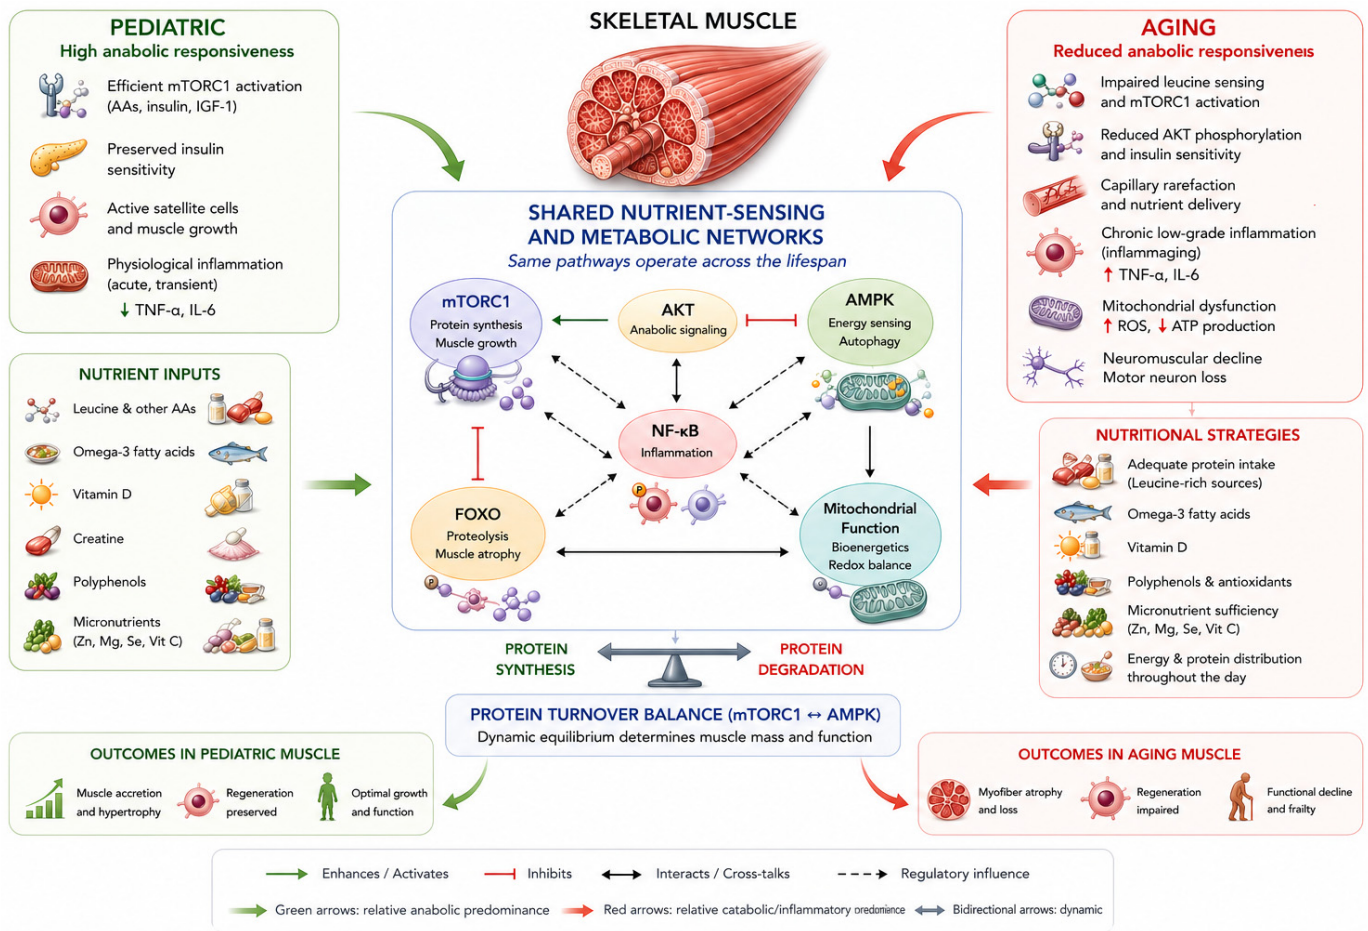 SKELETAL MUSCLE
PEDIATRIC
High anabolic responsiveness
Efficient mTORC1 activation
(AAs, insulin, IGF-1)
Preserved insulin
sensitivity
Active satellite cells
and muscle growth
Physiological inflammation
(acute, transient)
↓ TNF-α, IL-6
NUTRIENT INPUTS
Leucine & other AAs
Omega-3 fatty acids
Vitamin D
Creatine
Polyphenols
Micronutrients
(Zn, Mg, Se, Vit C)
SHARED NUTRIENT-SENSING
AND METABOLIC NETWORKS
Same pathways operate across the lifespan
mTORC1
Protein synthesis
Muscle growth
AKT
Anabolic signaling
AMPK
Energy sensing
Autophagy
NF-κB
Inflammation
P
FOXO
Proteolysis
Muscle atrophy
P
Mitochondrial
Function
Bioenergetics
Redox balance
P
PROTEIN
SYNTHESIS
PROTEIN
DEGRADATION
PROTEIN TURNOVER BALANCE (mTORC1 ↔ AMPK)
Dynamic equilibrium determines muscle mass and function
AGING
Reduced anabolic responsiveneıs
Impaired leucine sensing
and mTORC1 activation
Reduced AKT phosphorylation
and insulin sensitivity
Capillary rarefaction
and nutrient delivery
Chronic low-grade inflammation
(inflammaging)
↑ TNF-α, IL-6
Mitochondrial dysfunction
↑ ROS, ↓ ATP production
Neuromuscular decline
Motor neuron loss
NUTRITIONAL STRATEGIES
Adequate protein intake
(Leucine-rich sources)
Omega-3 fatty acids
Vitamin D
Polyphenols & antioxidants
Micronutrient sufficiency
(Zn, Mg, Se, Vit C)
Energy & protein distribution
throughout the day
OUTCOMES IN PEDIATRIC MUSCLE
Muscle accretion
and hypertrophy
Regeneration
preserved
Optimal growth
and function
OUTCOMES IN AGING MUSCLE
Myofiber atrophy
and loss
Regeneration
impaired
Functional decline
and frailty
Enhances / Activates
Inhibits
Interacts / Cross-talks
Regulatory influence
Green arrows: relative anabolic predominance
Red arrows: relative catabolic/inflammatory
Bidirectional arrows: dynamic